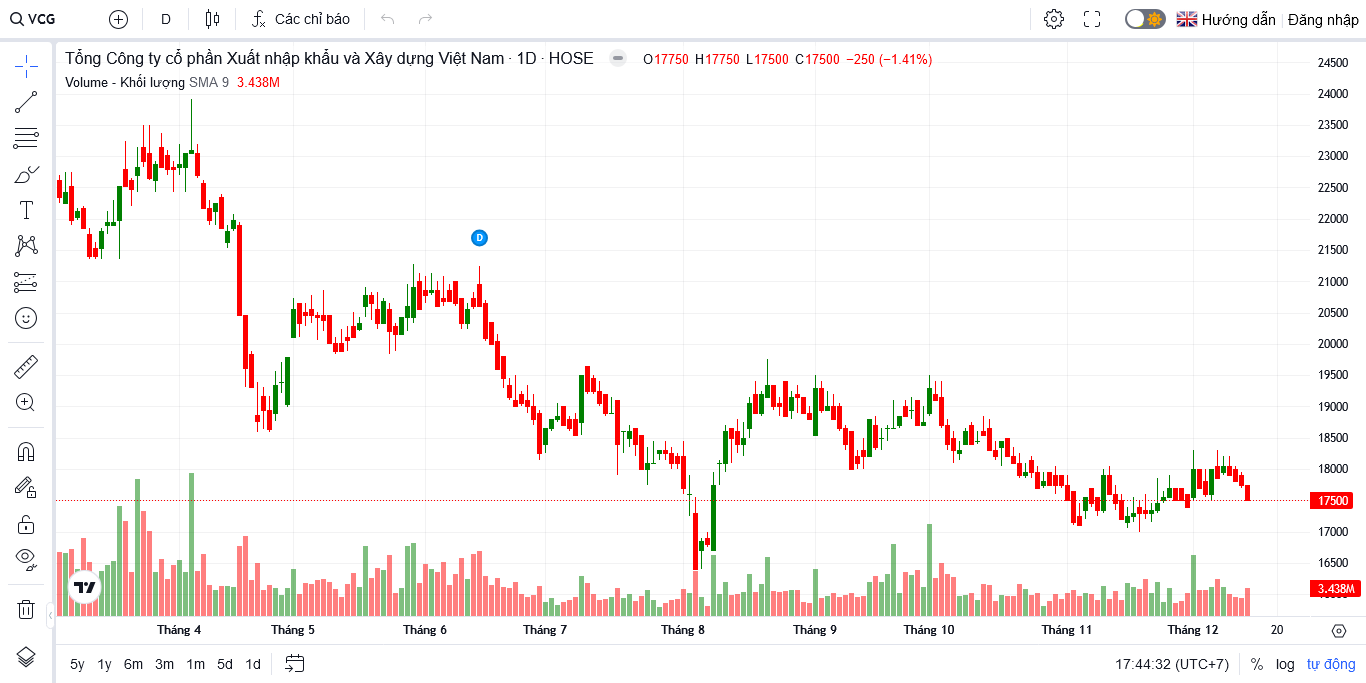 VCG
D
Các chỉ báo
Hướng dẫn
Đăng nhập
Tổng Công ty cổ phần Xuất nhập khẩu và Xây dựng Việt Nam · 1D · HOSE O17750 H17750 L17500 C17500 −250 (−1.41%)
Volume - Khối lượng SMA 9 3.438M
24500
24000
23500
23000
22500
22000
21500
21000
20500
20000
19500
19000
18500
18000
17500
17000
16500
3.438M
D
Tháng 4 Tháng 5 Tháng 6 Tháng 7 Tháng 8 Tháng 9 Tháng 10 Tháng 11 Tháng 12 20
5y 1y 6m 3m 1m 5d 1d
17:44:32 (UTC+7) % log tự động